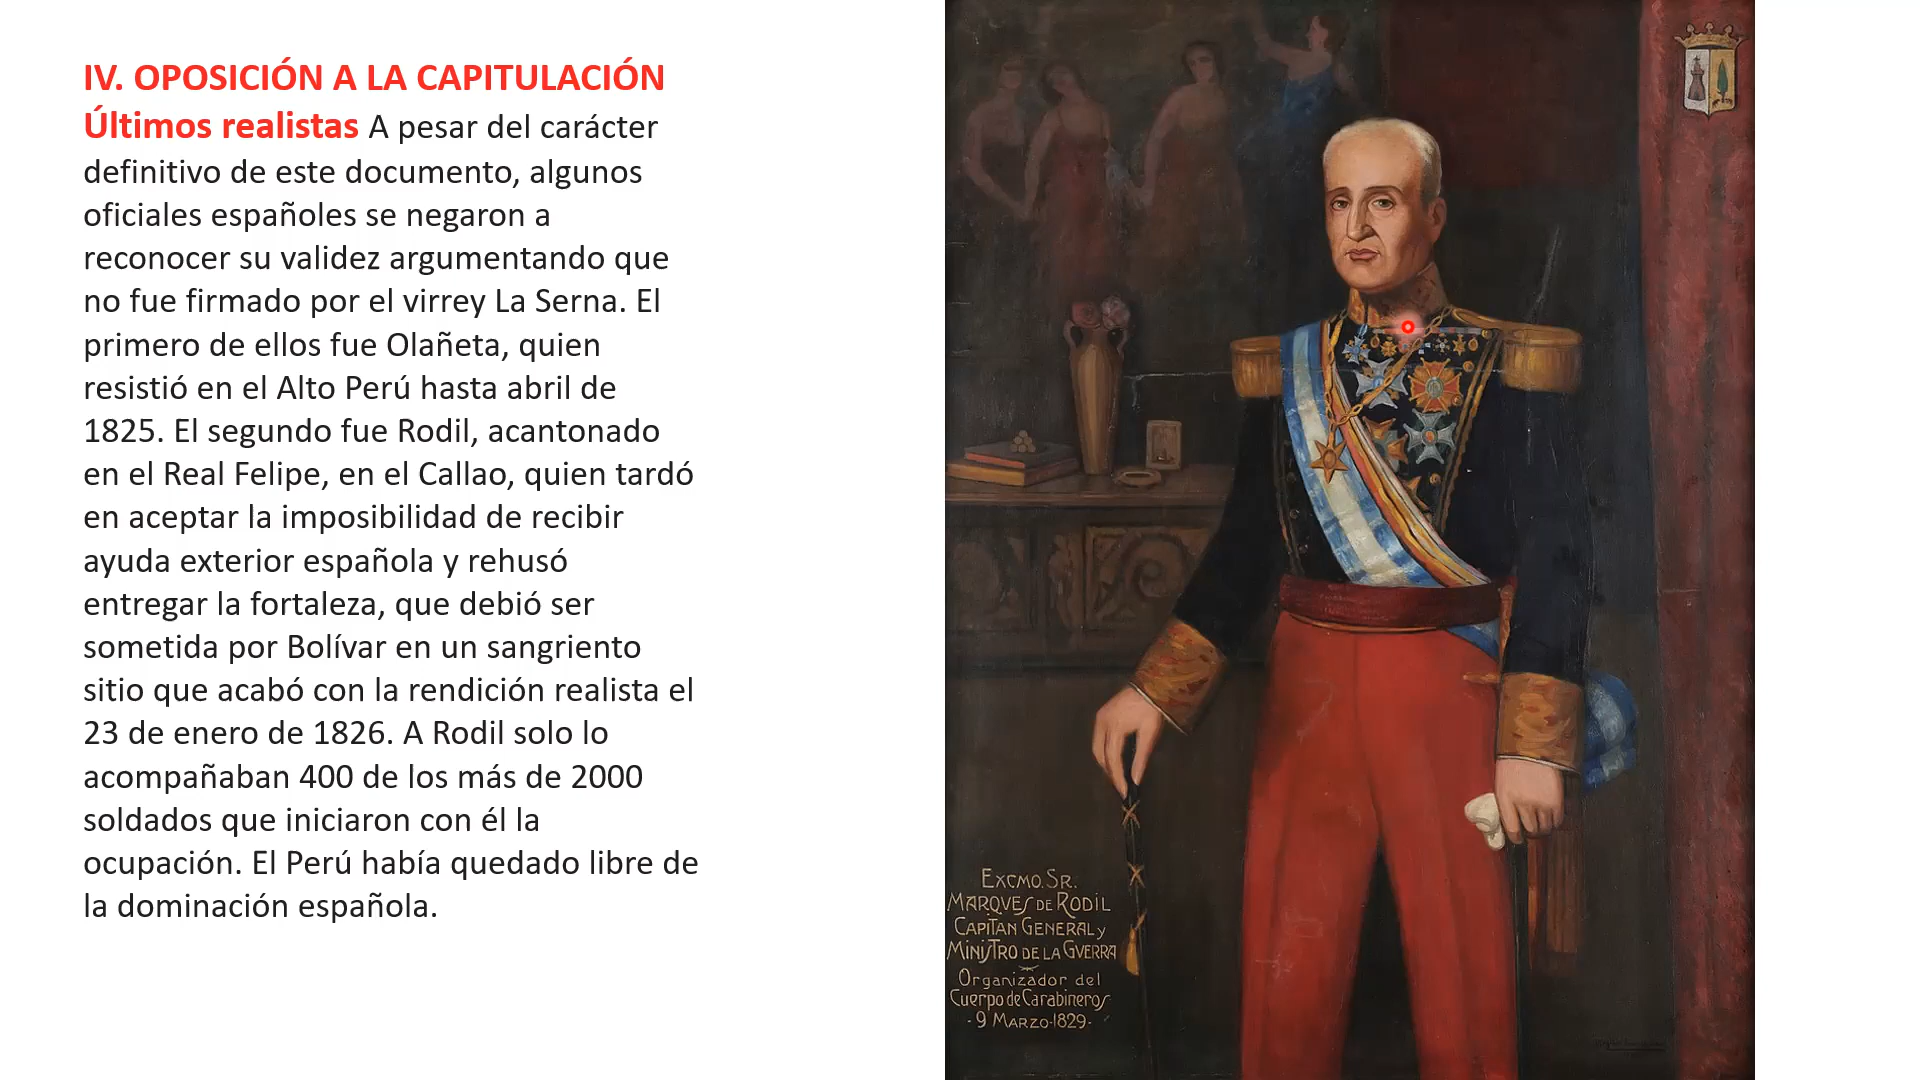 IV. OPOSICIÓN A LA CAPITULACIÓN
Últimos realistas A pesar del carácter
definitivo de este documento, algunos
oficiales españoles se negaron a
reconocer su validez argumentando que
no fue firmado por el virrey La Serna. El
primero de ellos fue Olañeta, quien
resistió en el Alto Perú hasta abril de
1825. El segundo fue Rodil, acantonado
en el Real Felipe, en el Callao, quien tardó
en aceptar la imposibilidad de recibir
ayuda exterior española y rehusó
entregar la fortaleza, que debió ser
sometida por Bolívar en un sangriento
sitio que acabó con la rendición realista el
23 de enero de 1826. A Rodil solo lo
acompañaban 400 de los más de 2000
soldados que iniciaron con él la
ocupación. El Perú había quedado libre de
la dominación española.
EXCMO. SR.
MARQVES DE RODIL
CAPITAN GENERAL y
MINISTRO DE LA GVERRA
Organizador del
Cuerpo de Carabineros
- 9 MARZO-1829-